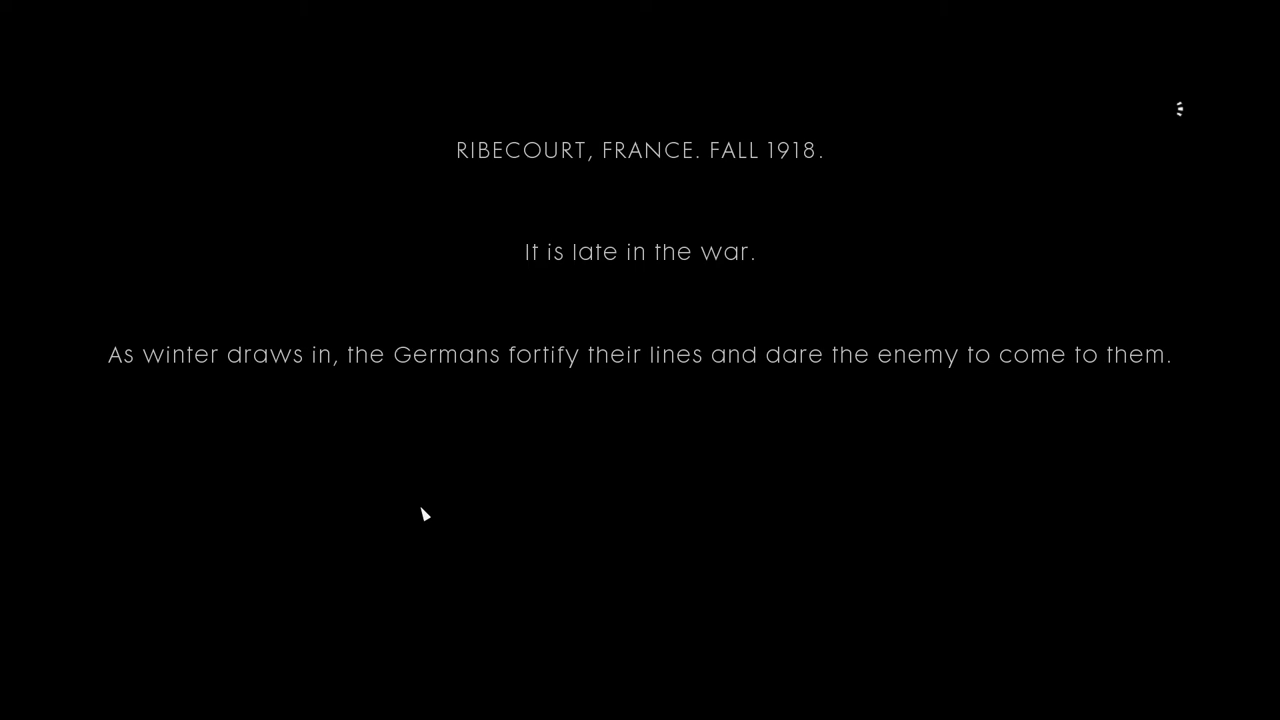 RIBECOURT, FRANCE. FALL 1918.
It is late in the war.
As winter draws in, the Germans fortify their lines and dare the enemy to come to them.